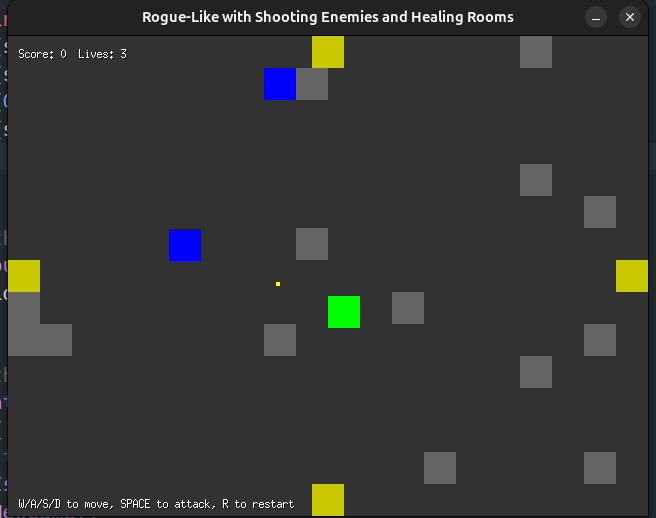 Rogue-Like with Shooting Enemies and Healing Rooms
Score: 0  Lives: 3
W/A/S/D to move, SPACE to attack, R to restart